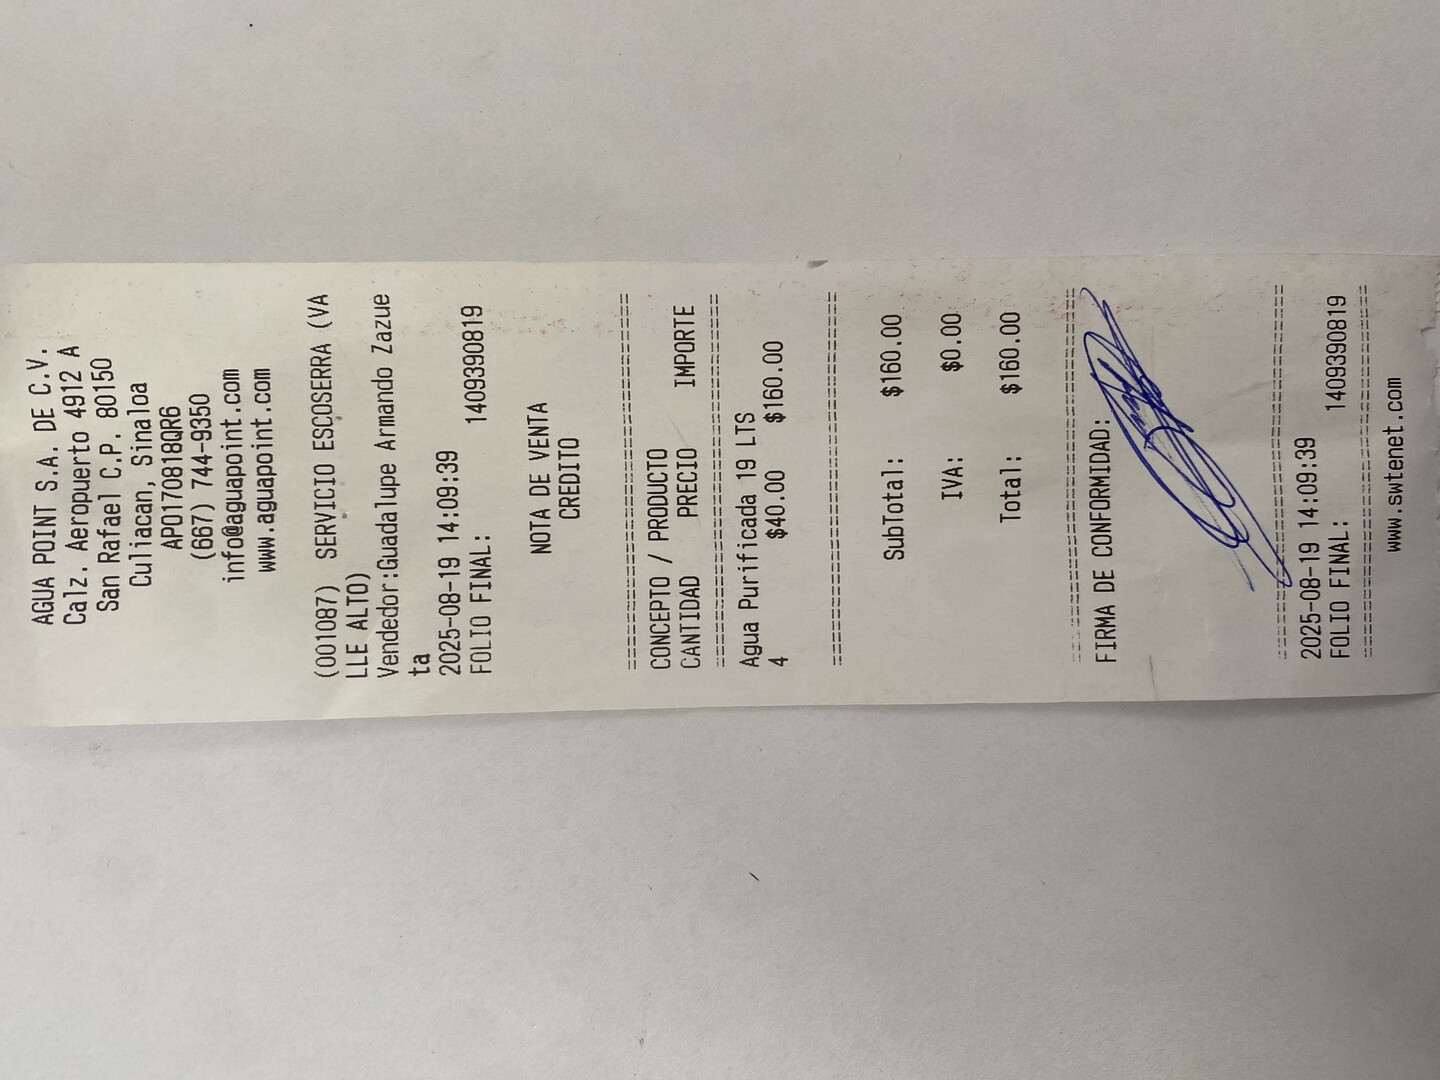 AGUA POINT S.A. DE C.V.
Calz. Aeropuerto 4912 A
San Rafael C.P. 80150
Culiacan, Sinaloa
APO170818QR6
(667) 744-9350
info@aguapoint.com
www.aguapoint.com
(001087) SERVICIO ESCOSERRA (VA
LLE ALTO)
Vendedor:Guadalupe Armando Zazue
ta
2025-08-19 14:09:39
FOLIO FINAL: 1409390819
NOTA DE VENTA
CREDITO
================================
CONCEPTO / PRODUCTO
CANTIDAD PRECIO IMPORTE
================================
Agua Purificada 19 LTS
4 $40.00 $160.00
================================
SubTotal: $160.00
IVA: $0.00
Total: $160.00
================================
FIRMA DE CONFORMIDAD:
================================
2025-08-19 14:09:39
FOLIO FINAL: 1409390819
================================
www.swtenet.com